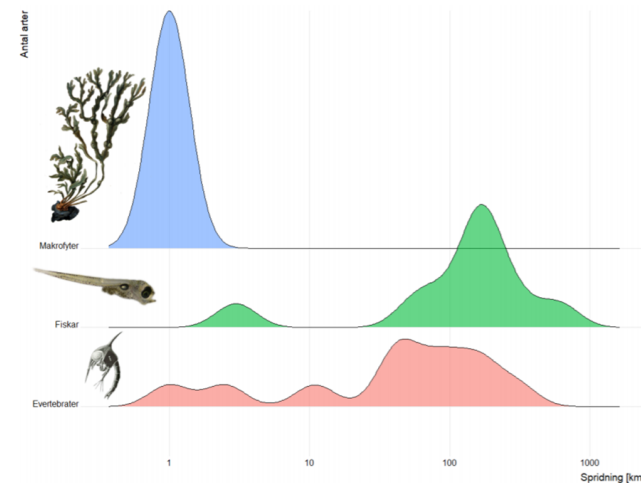 Antal arter
Makrofyter
Fiskar
Evertebrater
1
10
100
1000
Spridning [km